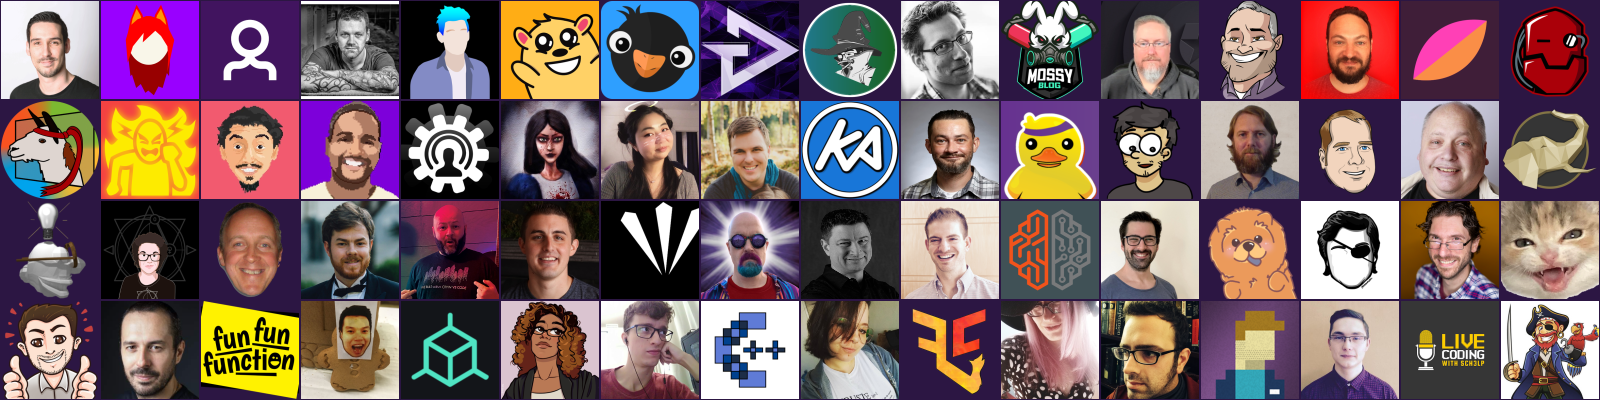 MOSSY
BLOG
KA
fun fun
function
C++
LIVE
CODING
WITH SCH3LP